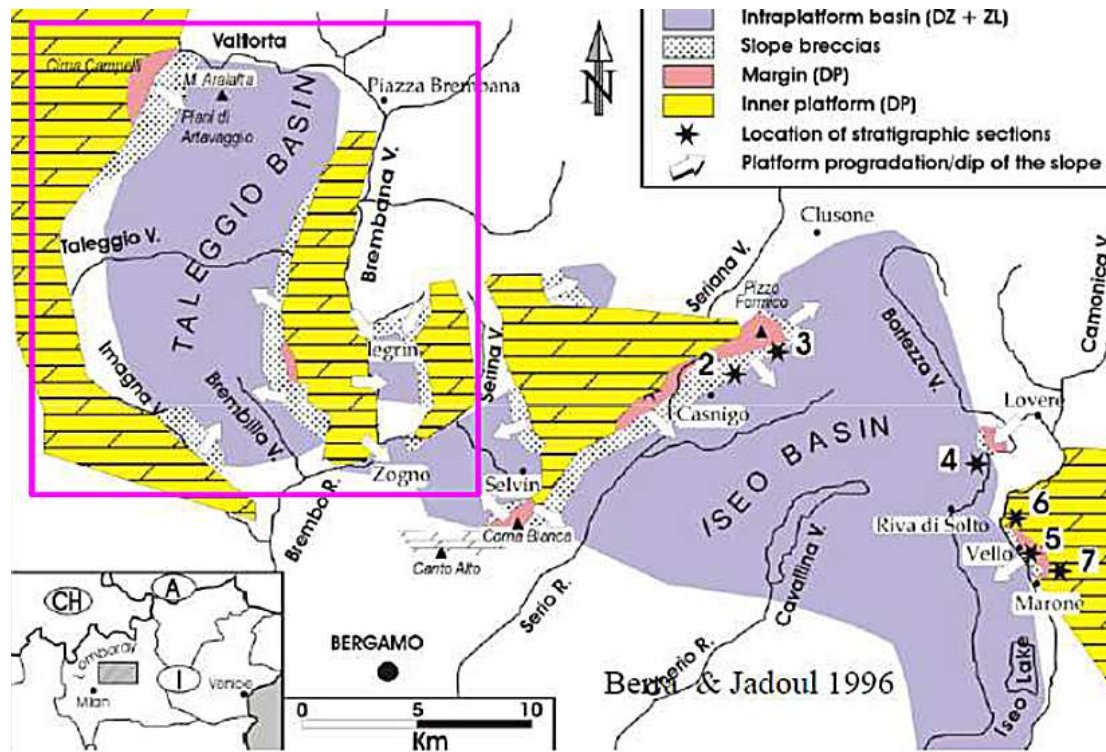 Intraplatform basin (DZ + ZL)
Slope breccias
Margin (DP)
Inner platform (DP)
Location of stratigraphic sections
Platform progradation/dip of the slope
N
Valtorta
Cima Campelli
M. Aralalta
Piani di
Artavaggio
Piazza Brembana
TALEGGIO BASIN
Brembana V.
Taleggio V.
Imagna V.
Brembilla V.
Brembo R.
Zogno
Serina V.
Selvin
Corna Bianca
Canto Alto
Clusone
Seriana V.
Pizzo
Formico
2
3
Casnigo
ISEO BASIN
Borlezza V.
Camonica V.
Lovere
4
Riva di Solto
6
5
7
Vello
Marone
Cavallina V.
Serio R.
Iseo Lake
BERGAMO
& Jadoul 1996
CH
A
I
Lombardy
Milan
Venice
0
5
10
Km